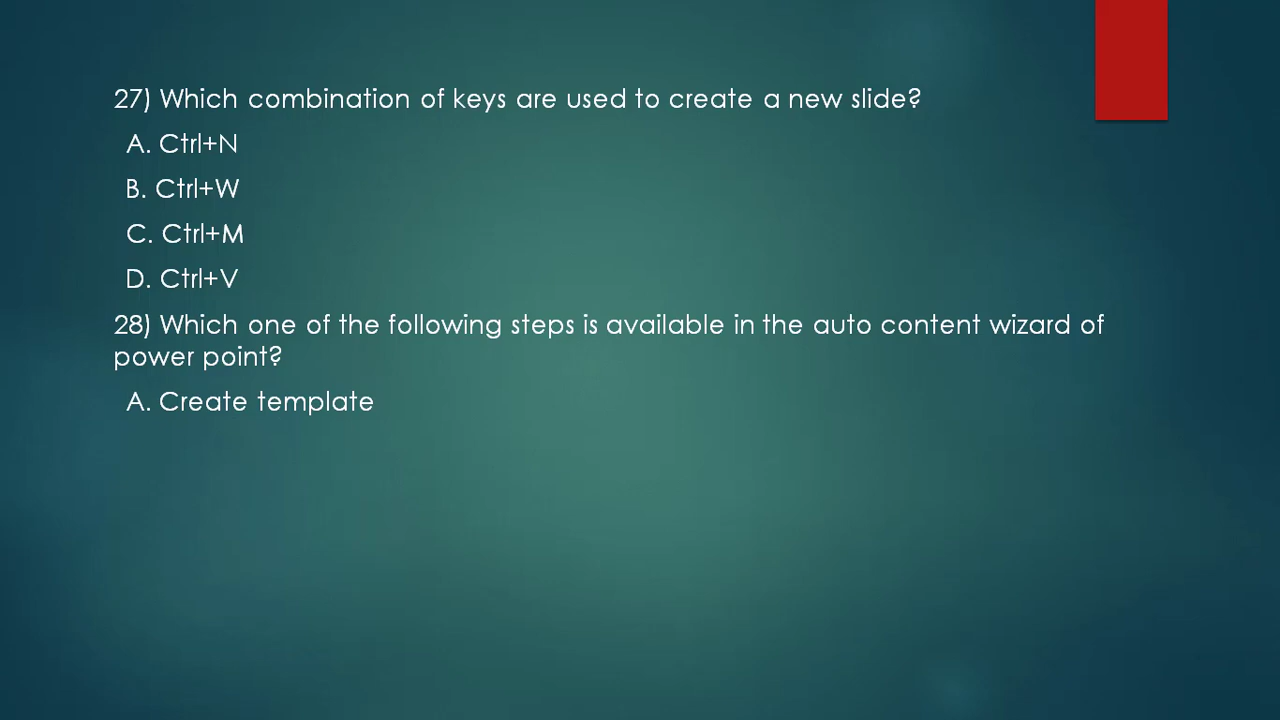 27) Which combination of keys are used to create a new slide?
A. Ctrl+N
B. Ctrl+W
C. Ctrl+M
D. Ctrl+V
28) Which one of the following steps is available in the auto content wizard of
power point?
A. Create template